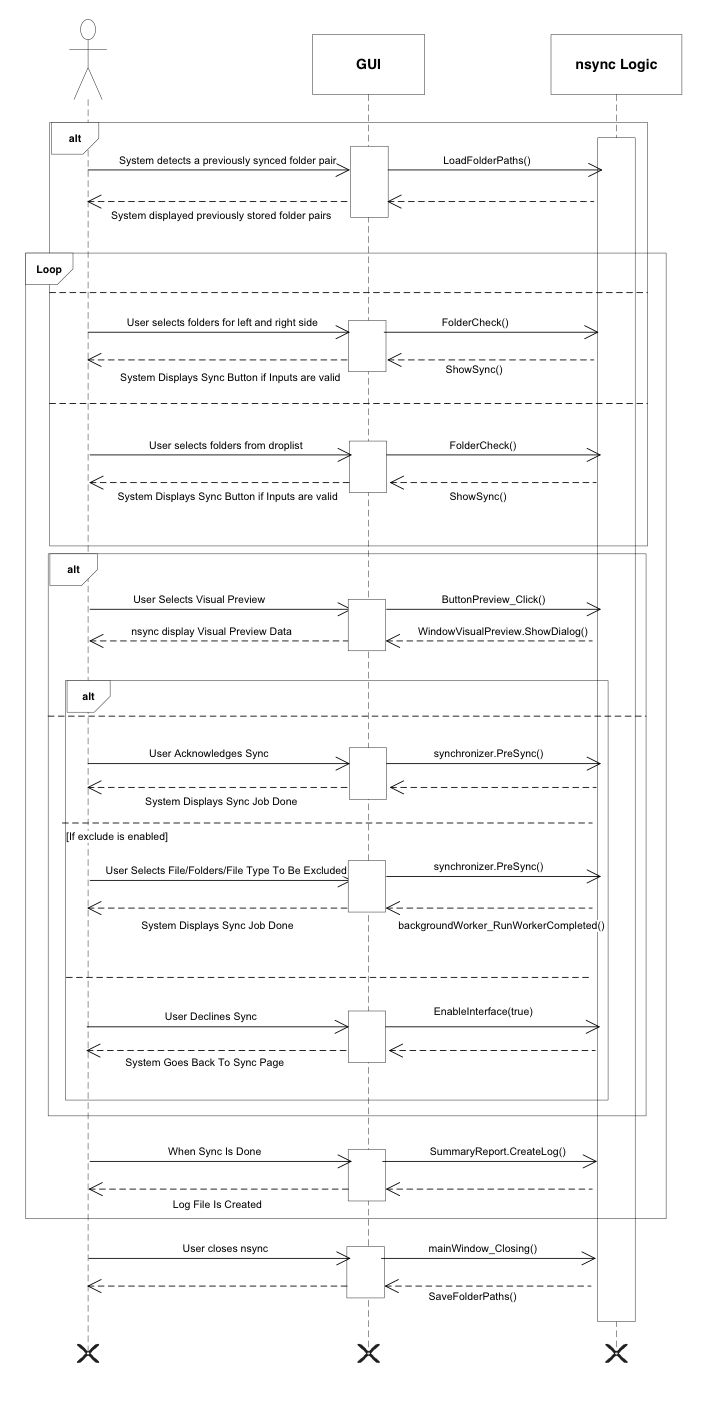 GUI
nsync Logic
alt
System detects a previously synced folder pair
LoadFolderPaths()
System displayed previously stored folder pairs
Loop
User selects folders for left and right side
FolderCheck()
System Displays Sync Button if Inputs are valid
ShowSync()
User selects folders from droplist
FolderCheck()
System Displays Sync Button if Inputs are valid
ShowSync()
alt
User Selects Visual Preview
ButtonPreview_Click()
nsync display Visual Preview Data
WindowVisualPreview.ShowDialog()
alt
User Acknowledges Sync
synchronizer.PreSync()
System Displays Sync Job Done
[If exclude is enabled]
User Selects File/Folders/File Type To Be Excluded
synchronizer.PreSync()
System Displays Sync Job Done
backgroundWorker_RunWorkerCompleted()
User Declines Sync
EnableInterface(true)
System Goes Back To Sync Page
When Sync Is Done
SummaryReport.CreateLog()
Log File Is Created
User closes nsync
mainWindow_Closing()
SaveFolderPaths()